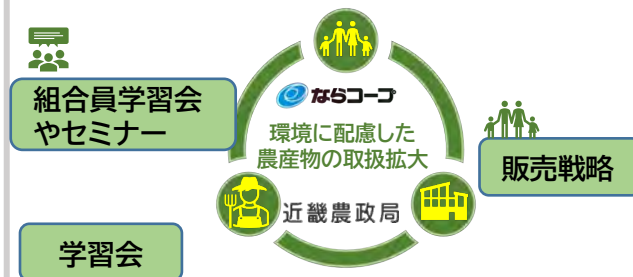 組合員学習会
やセミナー
ならコープ
環境に配慮した
農産物の取扱拡大
販売戦略
近畿農政局
学習会